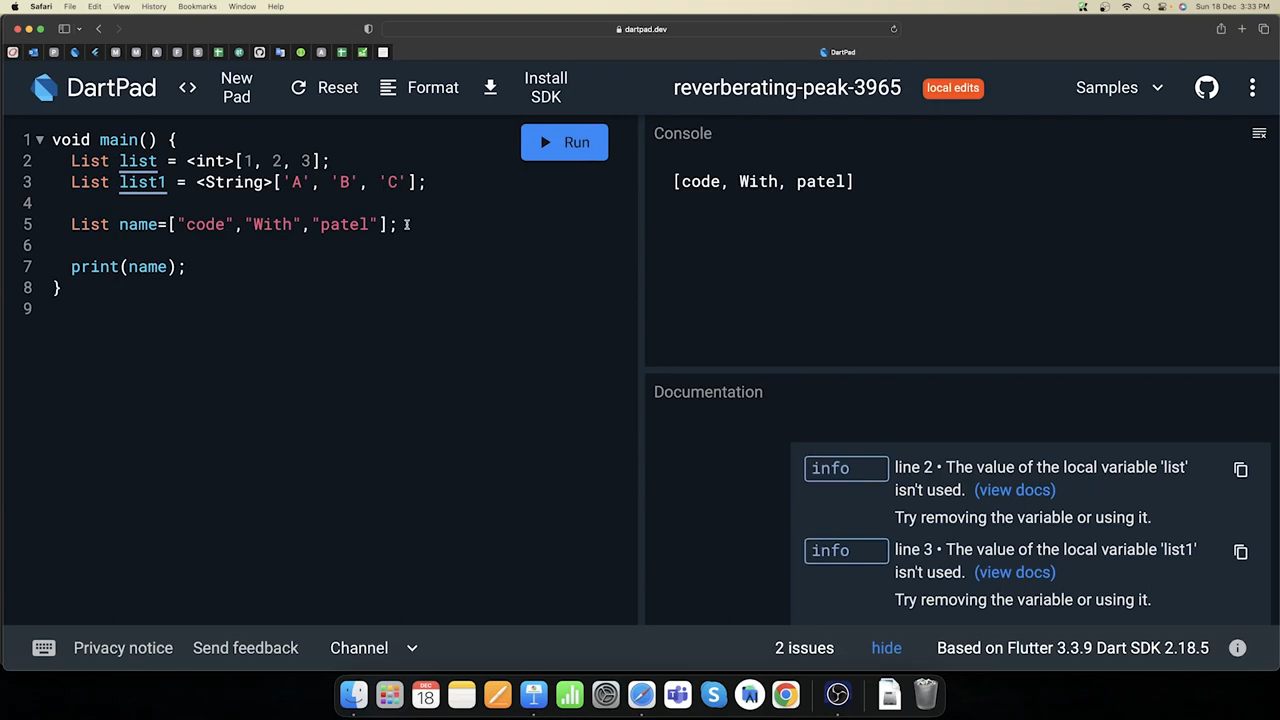 Safari File Edit View History Bookmarks Window Help Sun 18 Dec 3:33 PM
dartpad.dev
DartPad
DartPad <> New Pad Reset Format Install SDK reverberating-peak-3965 local edits Samples
1 void main() {
2 List list = <int>[1, 2, 3];
3 List list1 = <String>['A', 'B', 'C'];
4
5 List name=["code","With","patel"];
6
7 print(name);
8 }
9
Run
Console
[code, With, patel]
Documentation
info line 2 • The value of the local variable 'list'
isn't used. (view docs)
Try removing the variable or using it.
info line 3 • The value of the local variable 'list1'
isn't used. (view docs)
Try removing the variable or using it.
Privacy notice Send feedback Channel 2 issues hide Based on Flutter 3.3.9 Dart SDK 2.18.5
DEC
18